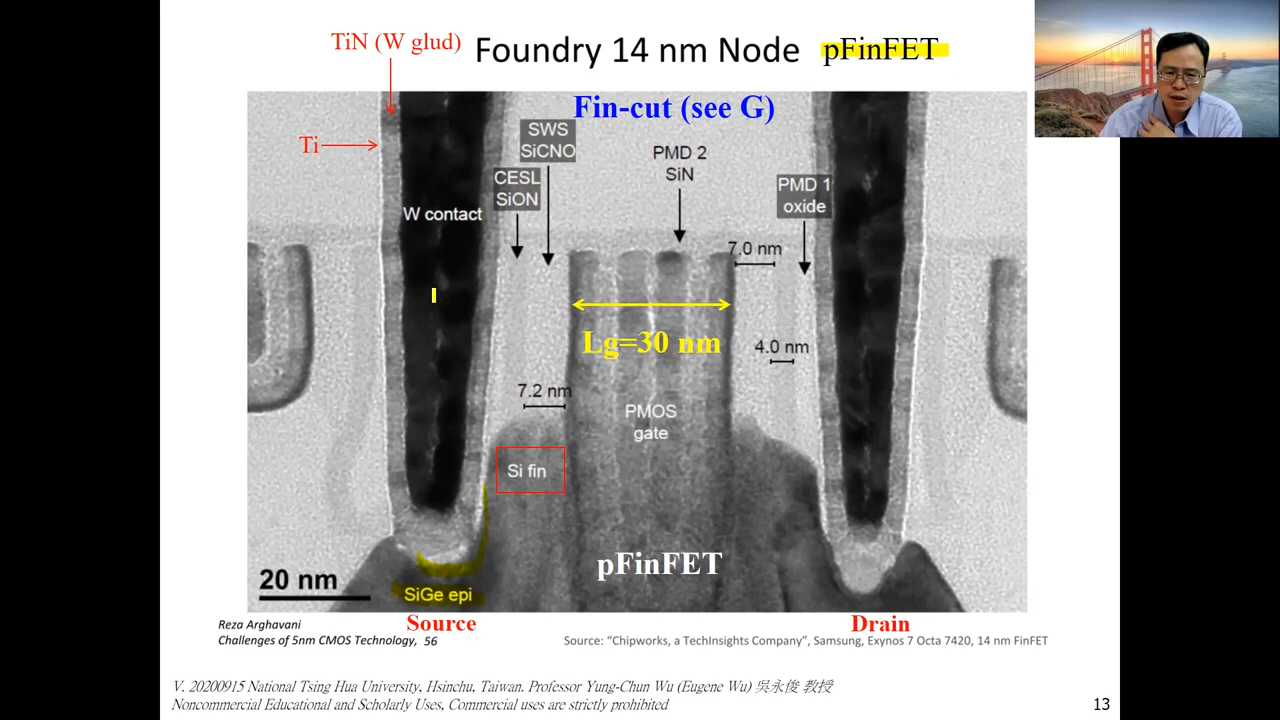 TiN (W glud)
Foundry 14 nm Node pFinFET
Fin-cut (see G)
Ti
SWS
SiCNO
CESL
SiON
PMD 2
SiN
PMD 1
oxide
W contact
7.0 nm
Lg=30 nm
4.0 nm
7.2 nm
PMOS
gate
Si fin
pFinFET
20 nm
SiGe epi
Source
Drain
Reza Arghavani
Challenges of 5nm CMOS Technology, 56
Source: “Chipworks, a TechInsights Company”, Samsung, Exynos 7 Octa 7420, 14 nm FinFET
V. 20200915 National Tsing Hua University, Hsinchu, Taiwan. Professor Yung-Chun Wu (Eugene Wu) 吳永俊 教授
Noncommercial Educational and Scholarly Uses, Commercial uses are strictly prohibited
13